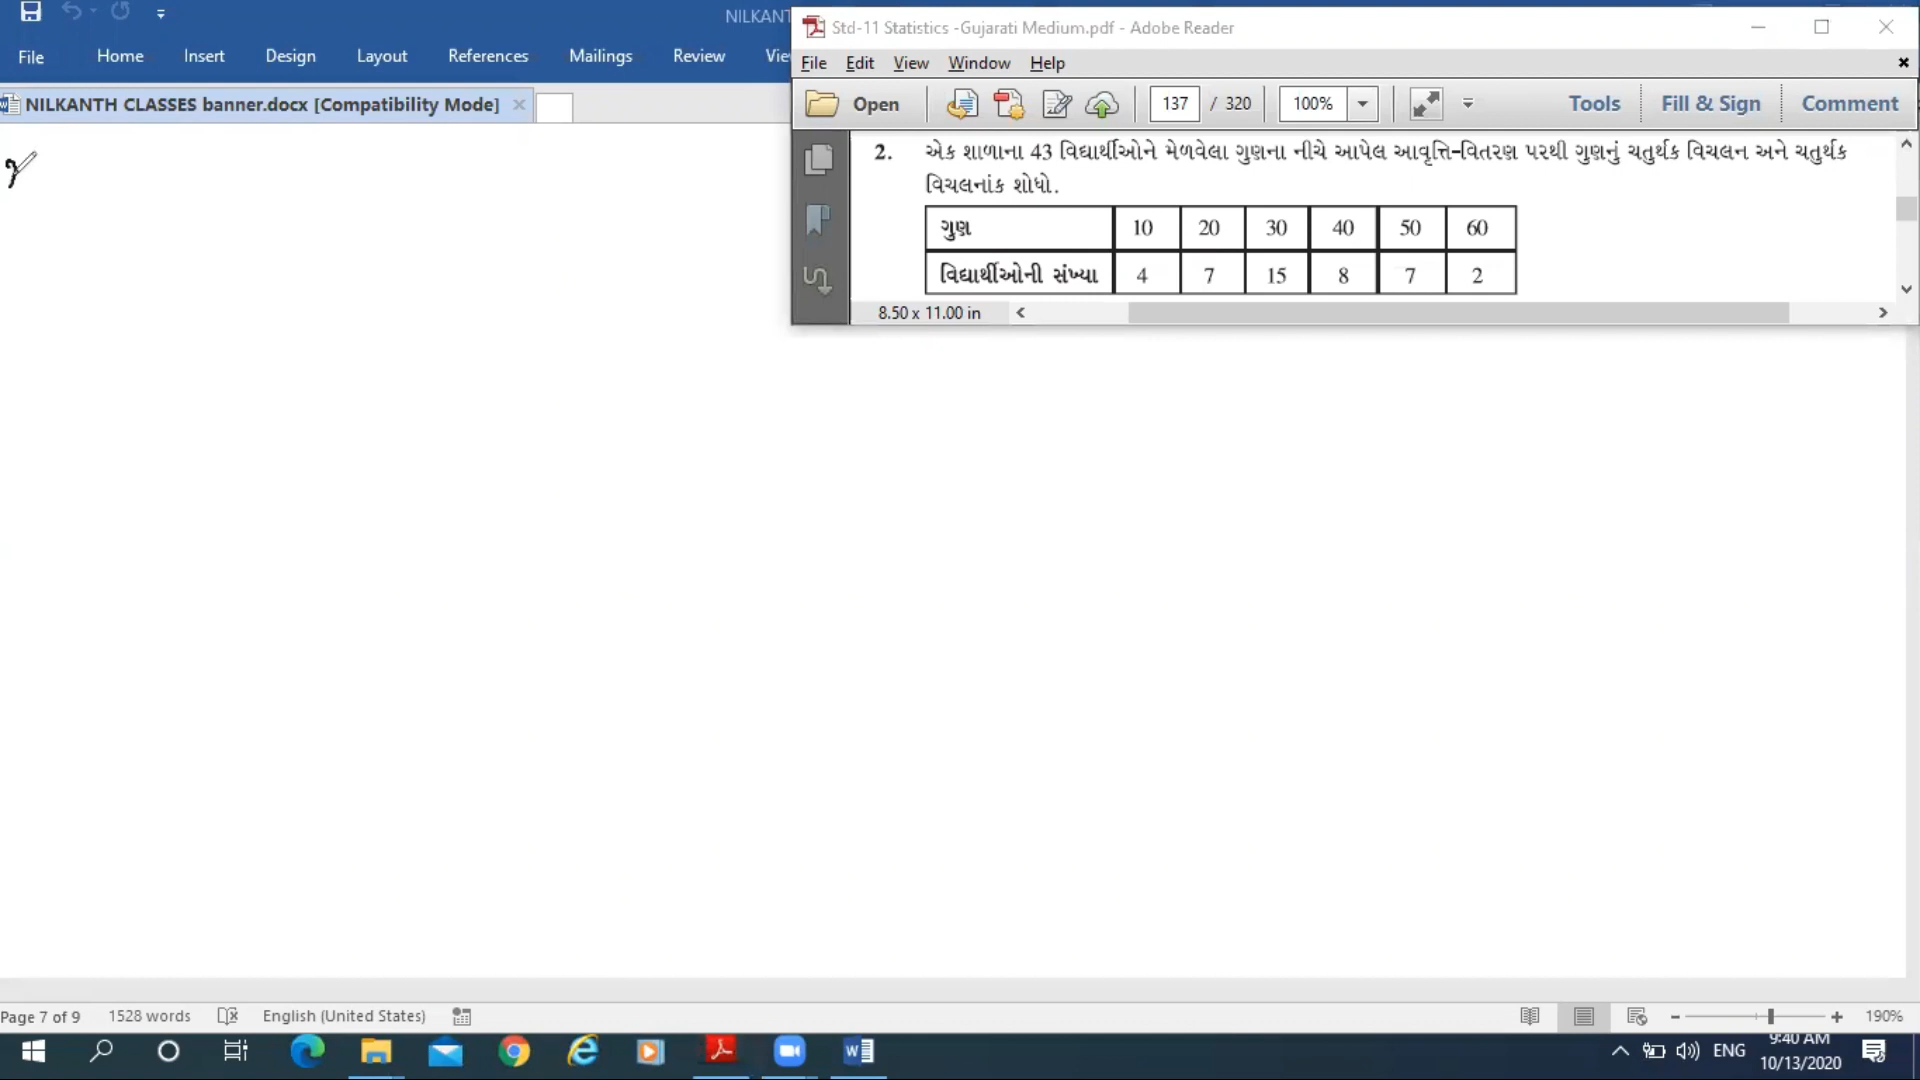 NILKANT
File Home Insert Design Layout References Mailings Review Vie
NILKANTH CLASSES banner.docx [Compatibility Mode]
Std-11 Statistics -Gujarati Medium.pdf - Adobe Reader
File Edit View Window Help
Open 137 / 320 100% Tools Fill & Sign Comment
2. એક શાળાના 43 વિદ્યાર્થીઓને મેળવેલા ગુણના નીચે આપેલ આવૃત્તિ-વિતરણ પરથી ગુણનું ચતુર્થક વિચલન અને ચતુર્થક
વિચલનાંક શોધો.
ગુણ 10 20 30 40 50 60
વિદ્યાર્થીઓની સંખ્યા 4 7 15 8 7 2
8.50 x 11.00 in
Page 7 of 9 1528 words English (United States) 190%
ENG 9:40 AM
10/13/2020